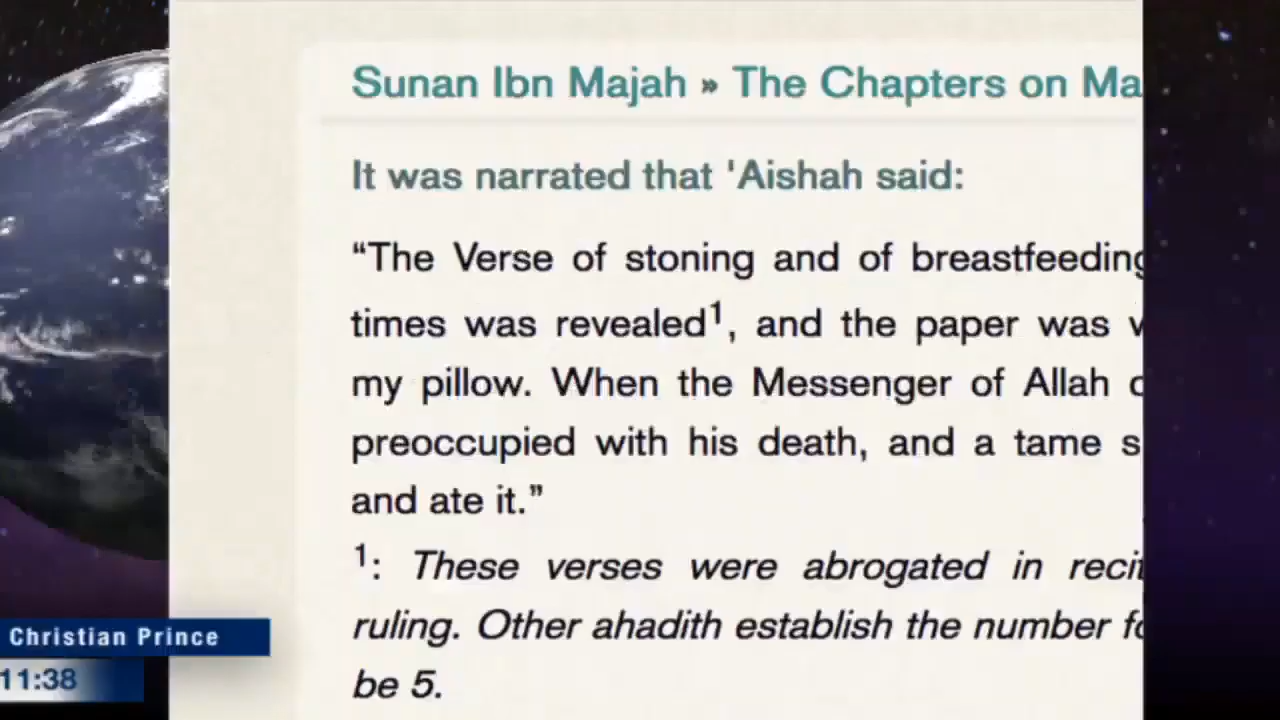 Sunan Ibn Majah » The Chapters on
It was narrated that 'Aishah said:
“The Verse of stoning and of breastfeeding
times was revealed¹, and the paper was
my pillow. When the Messenger of Allah
preoccupied with his death, and a tame
and ate it.”
¹: These verses were abrogated in
ruling. Other ahadith establish the number
be 5.
Christian Prince
11:38